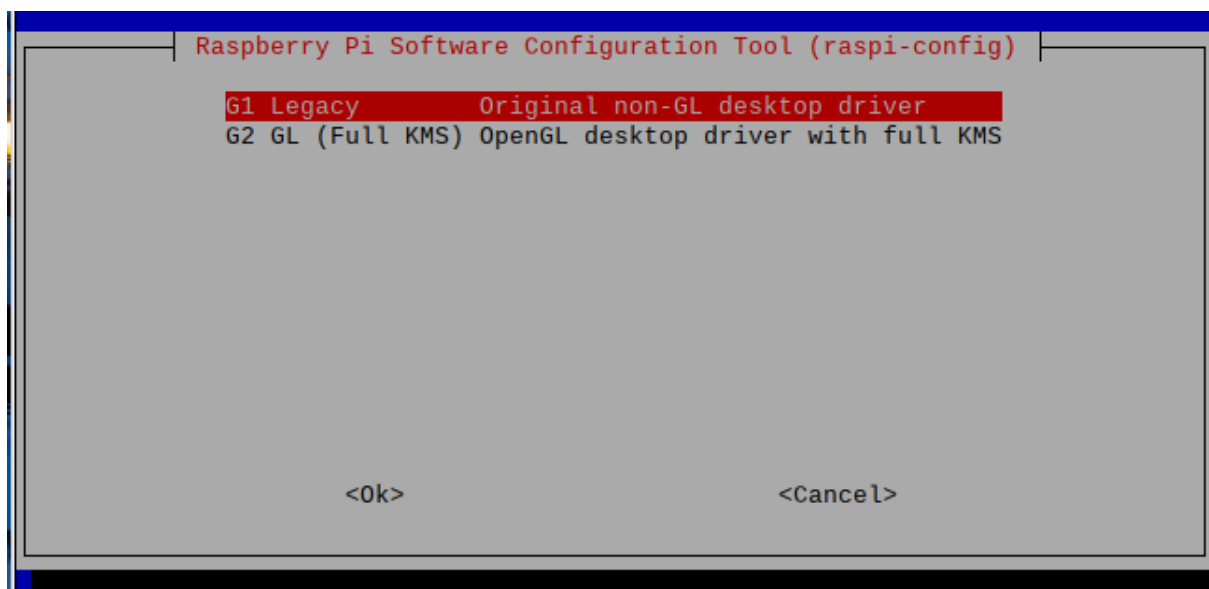 Raspberry Pi Software Configuration Tool (raspi-config)
G1 Legacy Original non-GL desktop driver
G2 GL (Full KMS) OpenGL desktop driver with full KMS
<Ok> <Cancel>